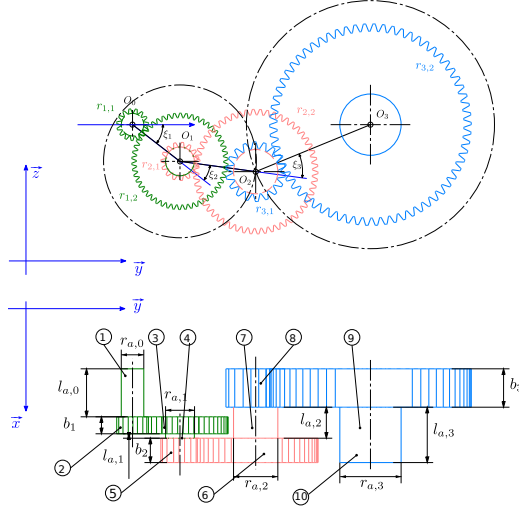 r3,2
r1,1
O0
r2,2
O3
ξ1
O1
r2,1
ξ2
ξ3
O2
r1,2
r3,1
z
y
y
1
ra,0
3
4
7
8
9
la,0
ra,1
b3
x
b1
la,2
la,3
2
la,1
b2
5
6
ra,2
10
ra,3